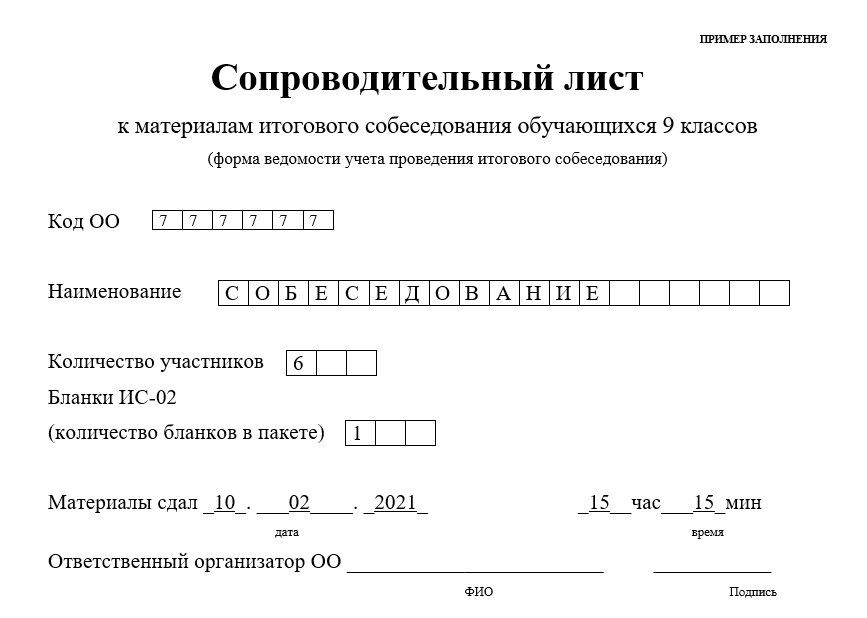 ПРИМЕР ЗАПОЛНЕНИЯ
Сопроводительный лист
к материалам итогового собеседования обучающихся 9 классов
(форма ведомости учета проведения итогового собеседования)
Код ОО 7 7 7 7 7 7
Наименование С О Б Е С Е Д О В А Н И Е
Количество участников 6
Бланки ИС-02
(количество бланков в пакете) 1
Материалы сдал _10_. ___02____. _2021_ _15__час___15_мин
дата время
Ответственный организатор ОО __________________________ ____________
ФИО Подпись